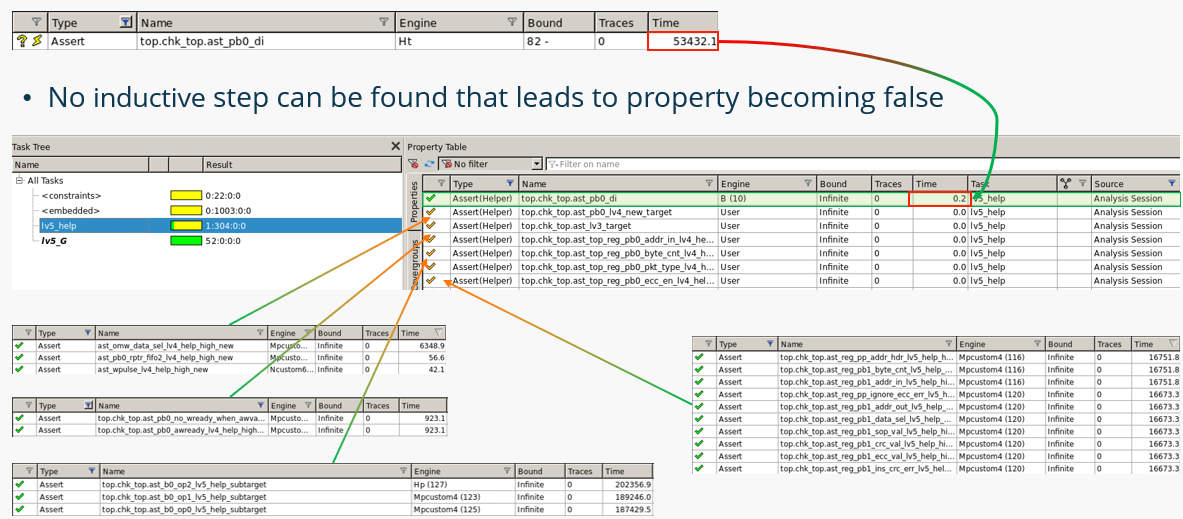 Type Name Engine Bound Traces Time
Assert top.chk_top.ast_pb0_di Ht 82 - 0 53432.1
• No inductive step can be found that leads to property becoming false
Task Tree
Name Result
All Tasks
<constraints> 0:22:0:0
<embedded> 0:1003:0:0
lv5_help 1:304:0:0
lv5_G 52:0:0:0
Property Table
No filter Filter on name
Properties
Covergroups
Type Name Engine Bound Traces Time Task Source
Assert(Helper) top.chk_top.ast_pb0_di B (10) Infinite 0 0.2 lv5_help Analysis Session
Assert(Helper) top.chk_top.ast_pb0_lv4_new_target User Infinite 0 0.0 lv5_help Analysis Session
Assert(Helper) top.chk_top.ast_lv3_target User Infinite 0 0.0 lv5_help Analysis Session
Assert(Helper) top.chk_top.ast_top_reg_pb0_addr_in_lv4_he... User Infinite 0 0.0 lv5_help Analysis Session
Assert(Helper) top.chk_top.ast_top_reg_pb0_byte_cnt_lv4_h... User Infinite 0 0.0 lv5_help Analysis Session
Assert(Helper) top.chk_top.ast_top_reg_pb0_pkt_type_lv4_h... User Infinite 0 0.0 lv5_help Analysis Session
Assert(Helper) top.chk_top.ast_top_reg_pb0_ecc_en_lv4_hel... User Infinite 0 0.0 lv5_help Analysis Session
Type Name Engine Bound Traces Time
Assert ast_omw_data_sel_lv4_help_high_new Mpcusto... Infinite 0 6348.9
Assert ast_pb0_rptr_fifo2_lv4_help_high_new Mpcusto... Infinite 0 56.6
Assert ast_wpulse_lv4_help_high_new Ncustom6... Infinite 0 42.1
Type Name Engine Bound Traces Time
Assert top.chk_top.ast_pb0_no_wready_when_awva... Mpcusto... Infinite 0 923.1
Assert top.chk_top.ast_pb0_awready_lv4_help_high... Mpcusto... Infinite 0 923.1
Type Name Engine Bound Traces Time
Assert top.chk_top.ast_b0_op2_lv5_help_subtarget Hp (127) Infinite 0 202356.9
Assert top.chk_top.ast_b0_op1_lv5_help_subtarget Mpcustom4 (123) Infinite 0 189246.0
Assert top.chk_top.ast_b0_op0_lv5_help_subtarget Mpcustom4 (125) Infinite 0 187429.5
Type Name Engine Bound Traces Time
Assert top.chk_top.ast_reg_pp_addr_hdr_lv5_help_h... Mpcustom4 (116) Infinite 0 16751.8
Assert top.chk_top.ast_reg_pb1_byte_cnt_lv5_help_... Mpcustom4 (116) Infinite 0 16751.8
Assert top.chk_top.ast_reg_pb1_addr_in_lv5_help_hi... Mpcustom4 (116) Infinite 0 16751.8
Assert top.chk_top.ast_reg_pp_ignore_ecc_err_lv5_h... Mpcustom4 (120) Infinite 0 16673.3
Assert top.chk_top.ast_reg_pb1_addr_out_lv5_help_... Mpcustom4 (120) Infinite 0 16673.3
Assert top.chk_top.ast_reg_pb1_data_sel_lv5_help_... Mpcustom4 (120) Infinite 0 16673.3
Assert top.chk_top.ast_reg_pb1_sop_val_lv5_help_hi... Mpcustom4 (120) Infinite 0 16673.3
Assert top.chk_top.ast_reg_pb1_crc_val_lv5_help_hi... Mpcustom4 (120) Infinite 0 16673.3
Assert top.chk_top.ast_reg_pb1_ecc_val_lv5_help_hi... Mpcustom4 (120) Infinite 0 16673.3
Assert top.chk_top.ast_reg_pb1_ins_crc_err_lv5_hel... Mpcustom4 (120) Infinite 0 16673.3